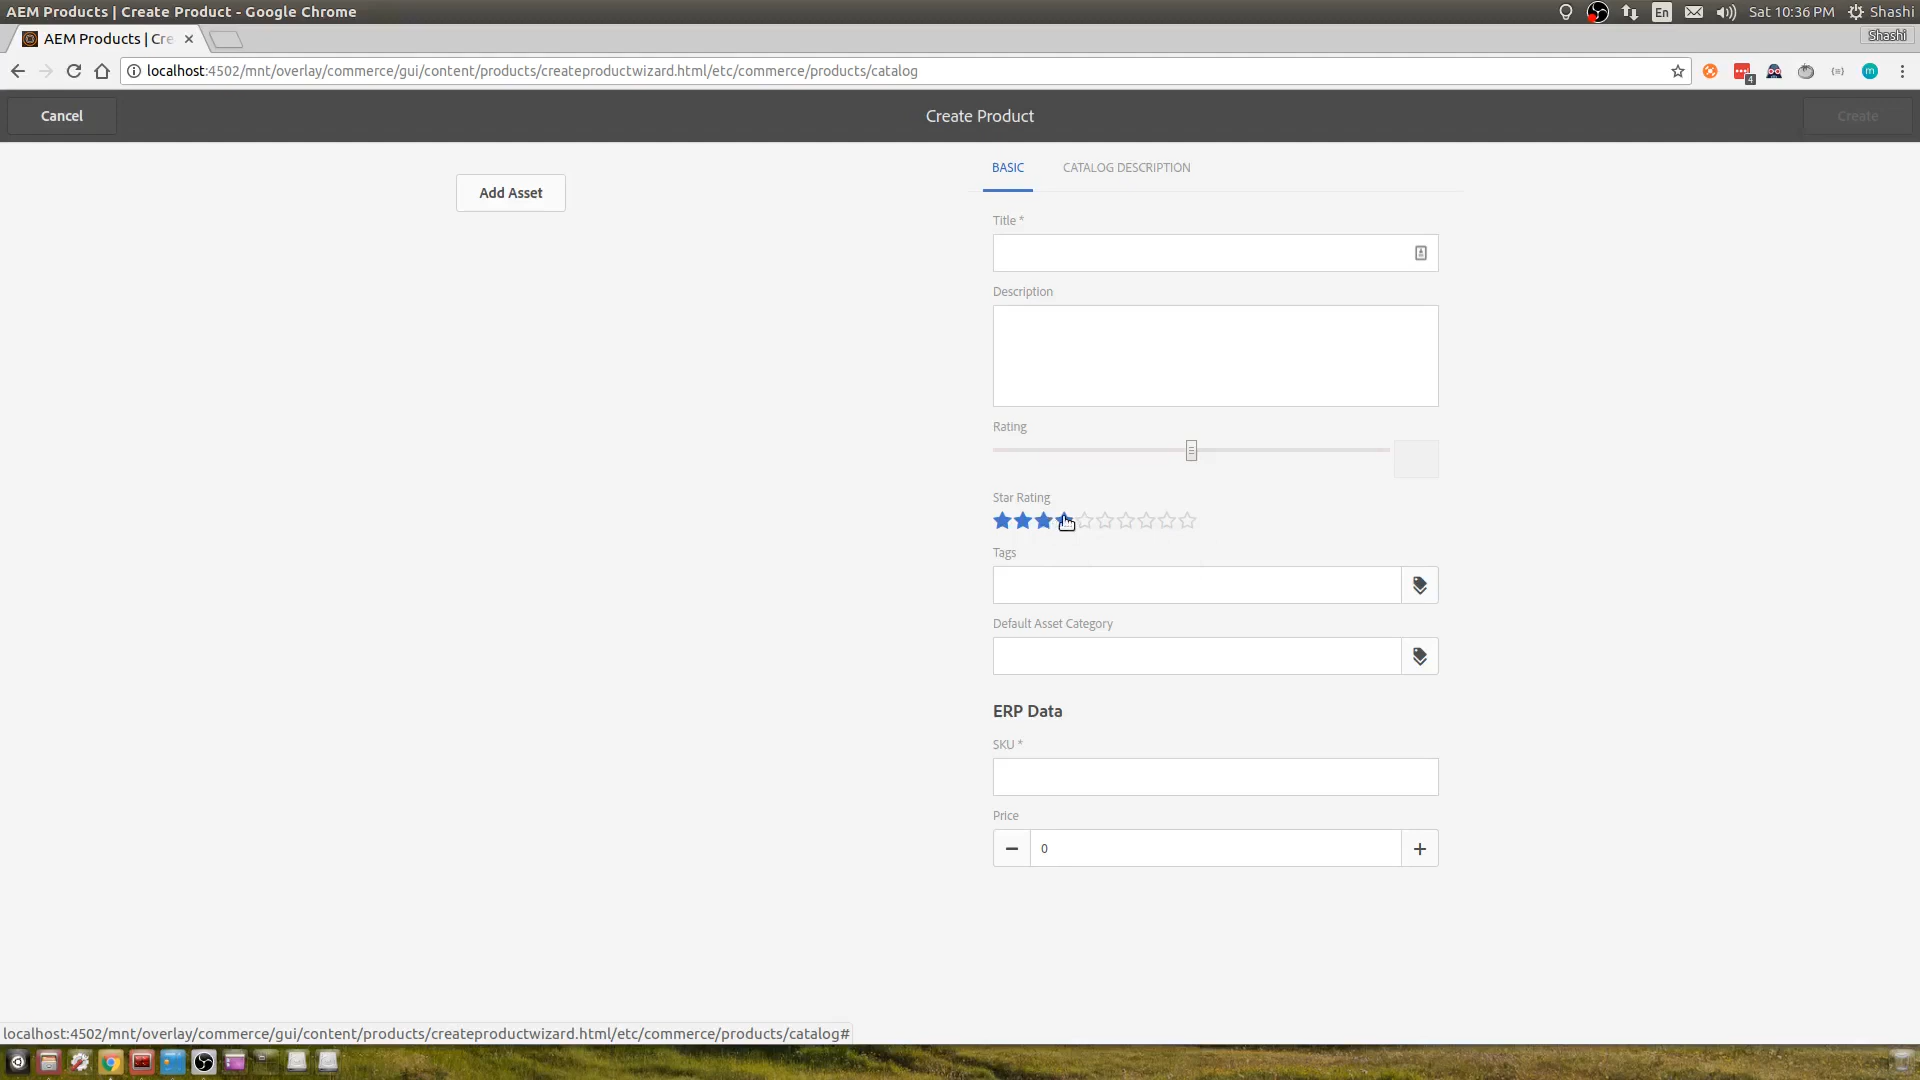 AEM Products | Create Product - Google Chrome
En
Sat 10:36 PM
Shashi
AEM Products | Cre
Shashi
localhost:4502/mnt/overlay/commerce/gui/content/products/createproductwizard.html/etc/commerce/products/catalog
4
m
Cancel
Create Product
Create
BASIC
CATALOG DESCRIPTION
Add Asset
Title *
Description
Rating
Star Rating
Tags
Default Asset Category
ERP Data
SKU *
Price
0
localhost:4502/mnt/overlay/commerce/gui/content/products/createproductwizard.html/etc/commerce/products/catalog#